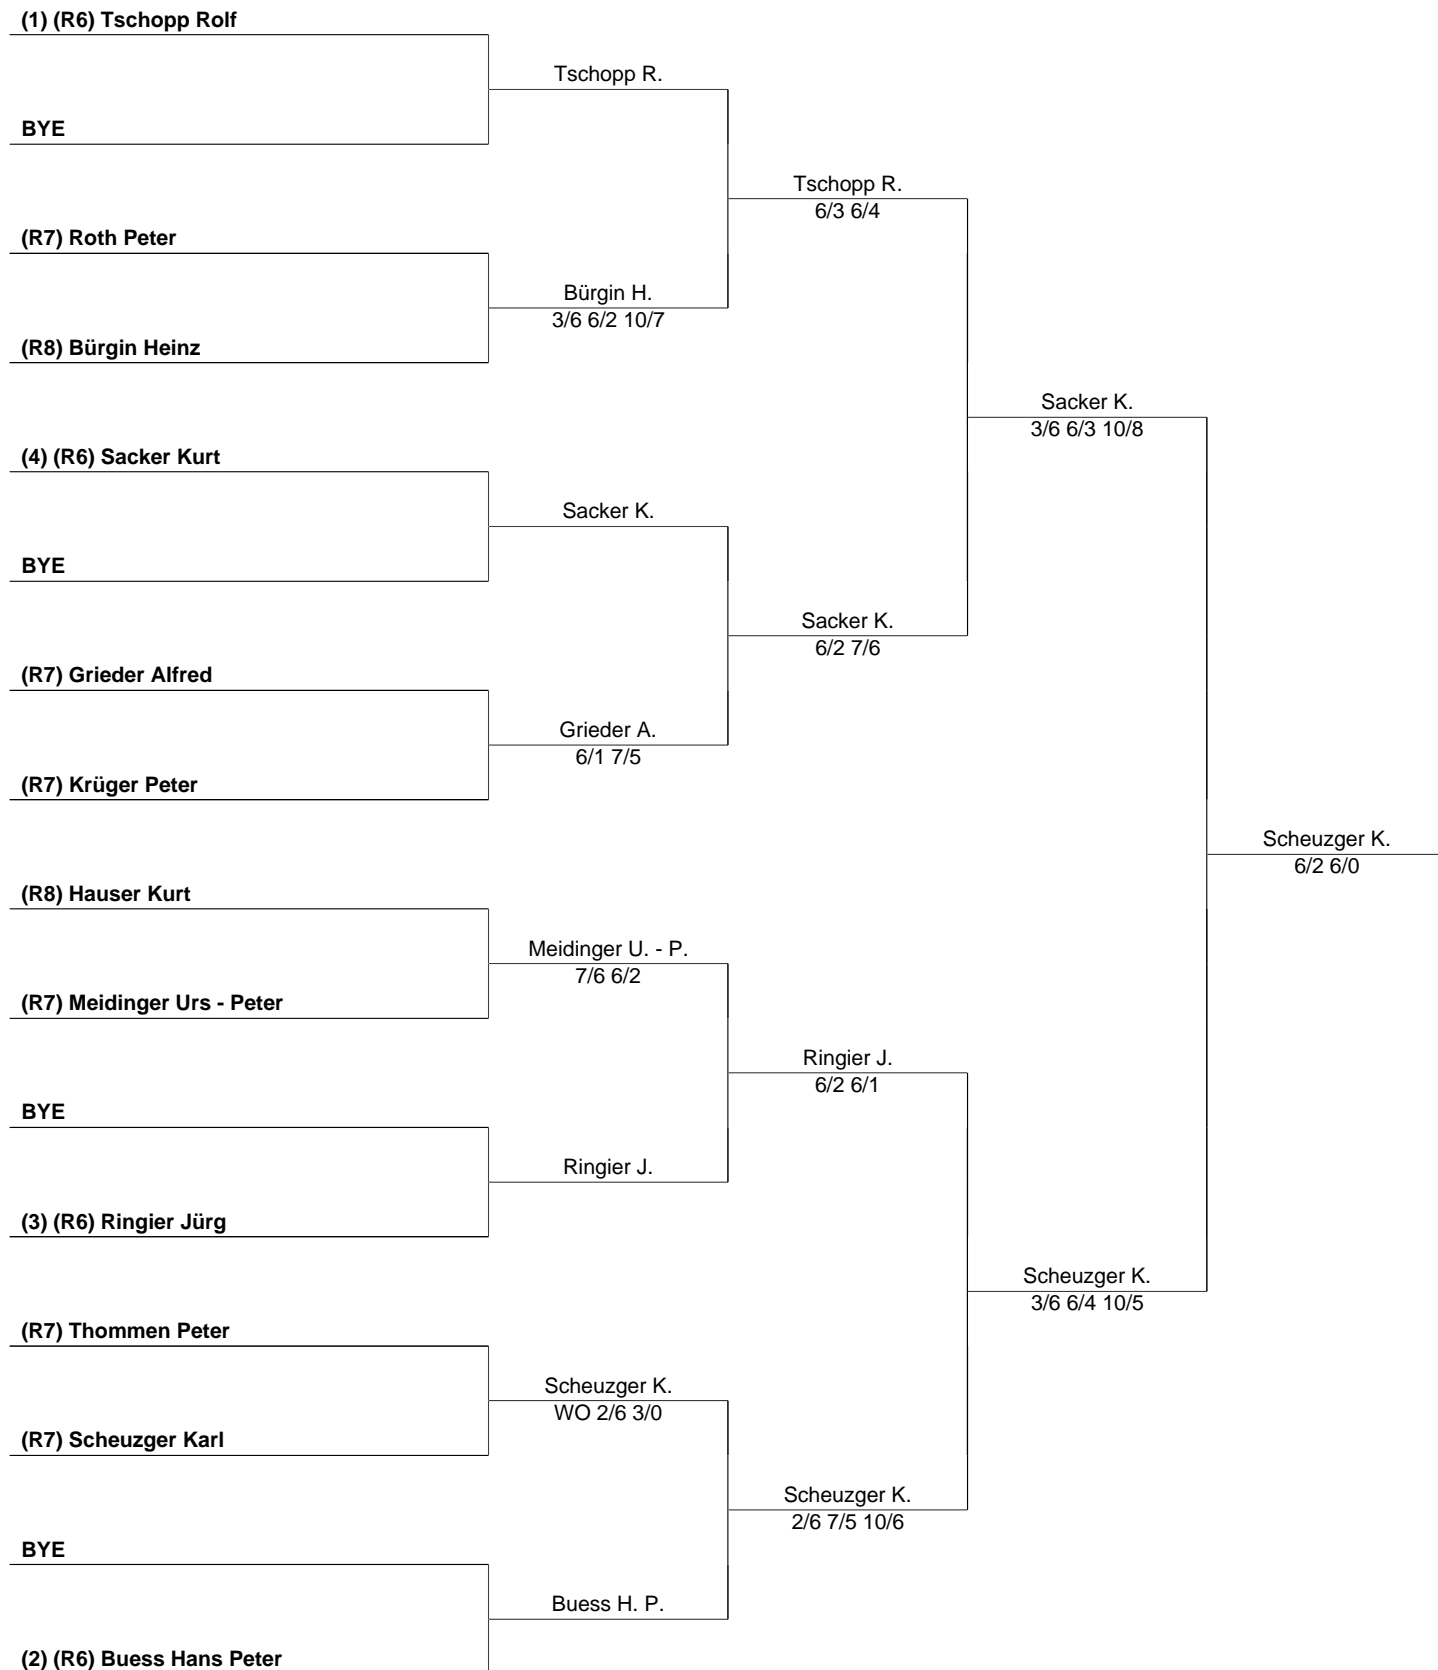 (1) (R6) Tschopp Rolf
Tschopp R.
BYE
Tschopp R.
6/3 6/4
(R7) Roth Peter
Bürgin H.
3/6 6/2 10/7
(R8) Bürgin Heinz
Sacker K.
3/6 6/3 10/8
(4) (R6) Sacker Kurt
Sacker K.
BYE
Sacker K.
6/2 7/6
(R7) Grieder Alfred
Grieder A.
6/1 7/5
(R7) Krüger Peter
Scheuzger K.
6/2 6/0
(R8) Hauser Kurt
Meidinger U. - P.
7/6 6/2
(R7) Meidinger Urs - Peter
Ringier J.
6/2 6/1
BYE
Ringier J.
(3) (R6) Ringier Jürg
Scheuzger K.
3/6 6/4 10/5
(R7) Thommen Peter
Scheuzger K.
WO 2/6 3/0
(R7) Scheuzger Karl
Scheuzger K.
2/6 7/5 10/6
BYE
Buess H. P.
(2) (R6) Buess Hans Peter